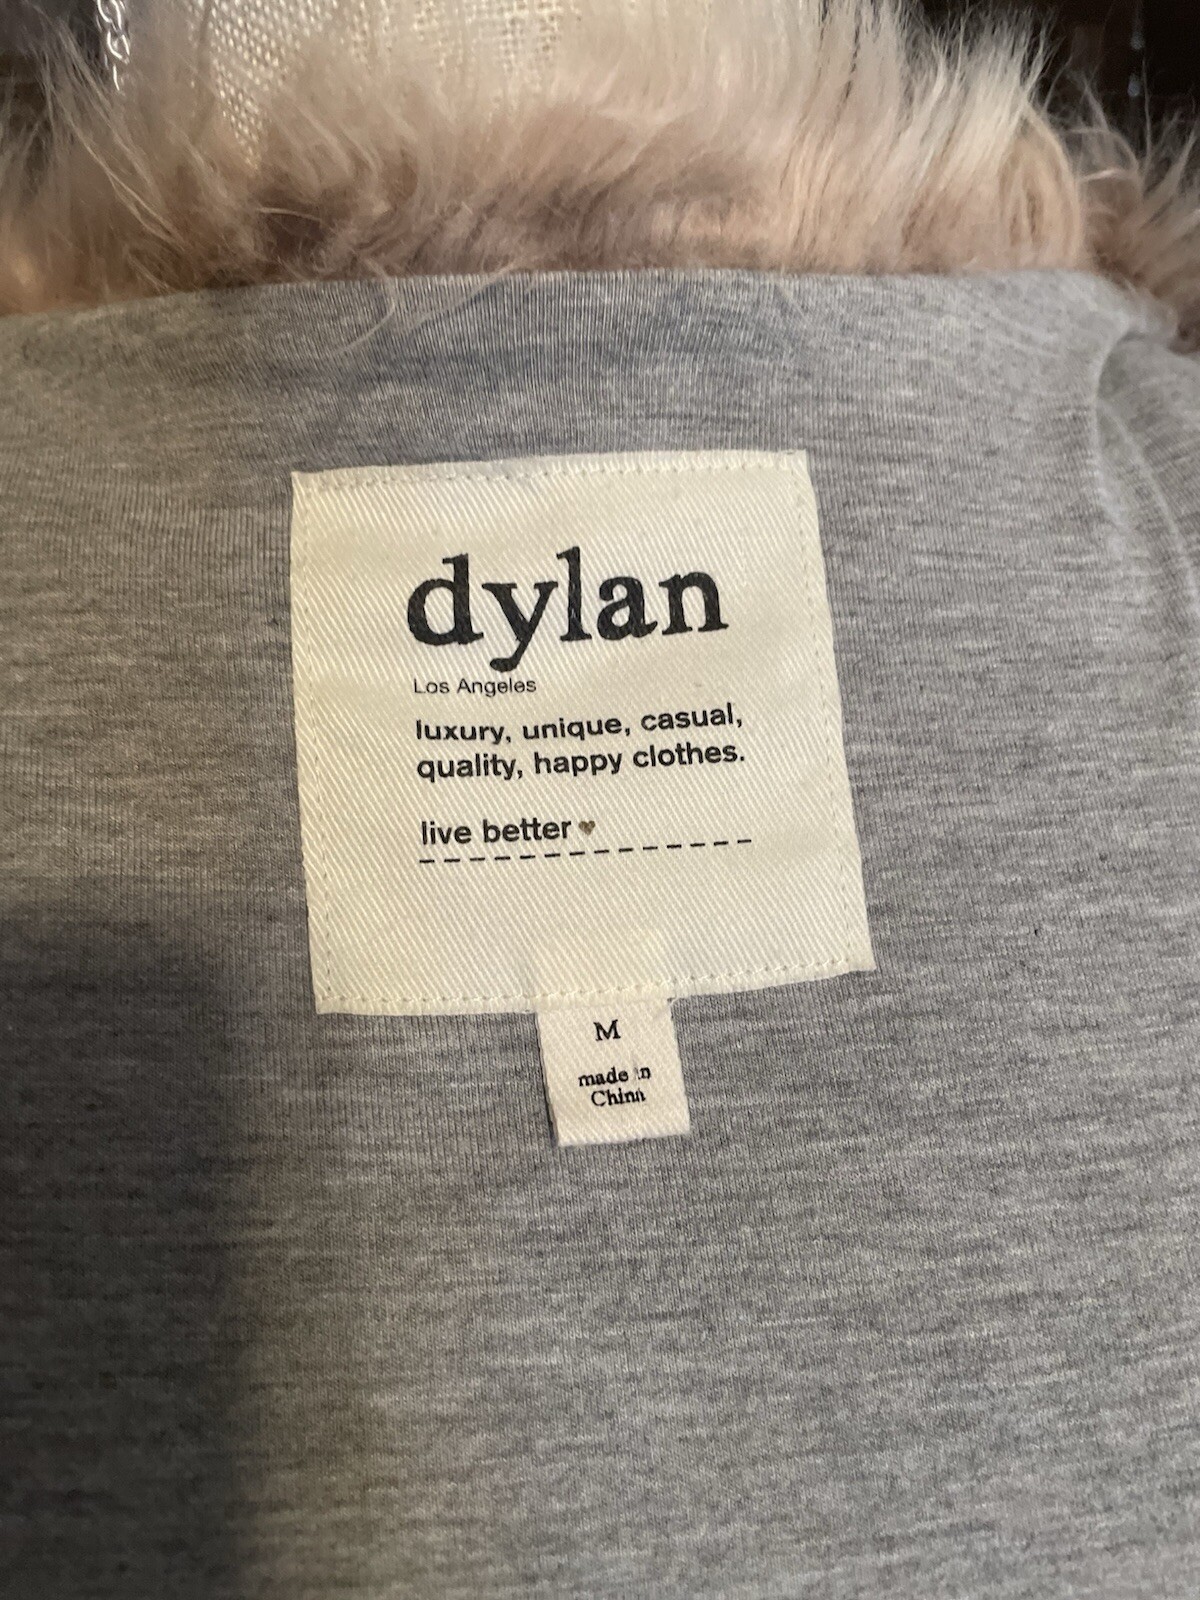 dylan
Los Angeles
luxury, unique, casual,
quality, happy clothes.
live better
M
made in
China